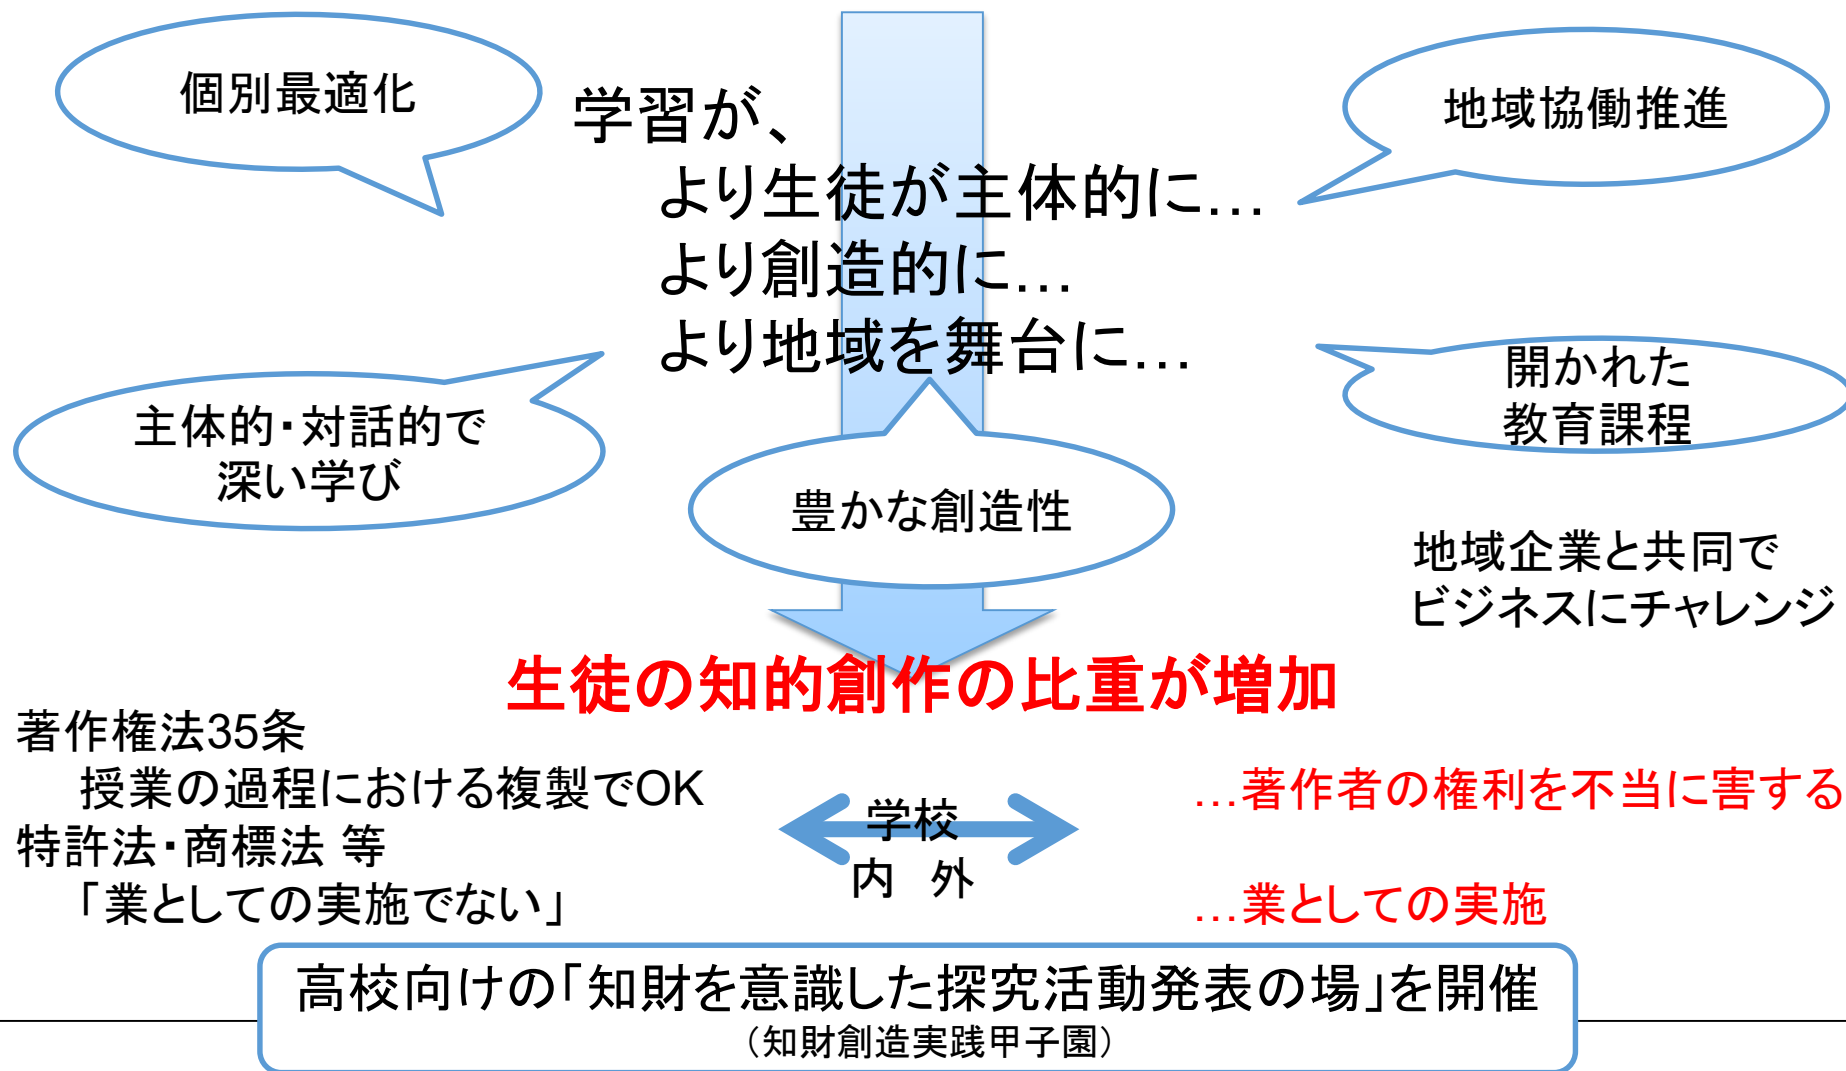 個別最適化
地域協働推進
学習が、
より生徒が主体的に…
より創造的に…
より地域を舞台に…
主体的・対話的で
深い学び
開かれた
教育課程
豊かな創造性
地域企業と共同で
ビジネスにチャレンジ
生徒の知的創作の比重が増加
著作権法35条
授業の過程における複製でOK
特許法・商標法 等
「業としての実施でない」
学校
内 外
…著作者の権利を不当に害する
…業としての実施
高校向けの「知財を意識した探究活動発表の場」を開催
（知財創造実践甲子園）